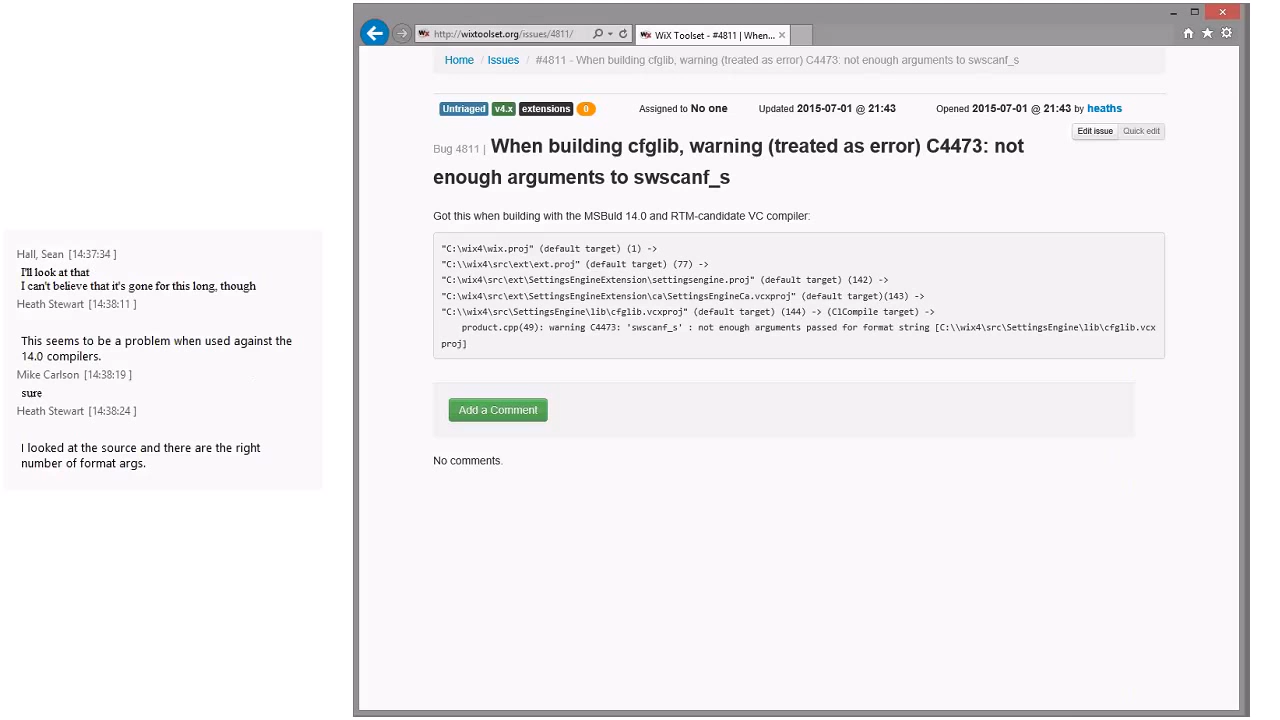 Hall, Sean [14:37:34 ]
I'll look at that
I can't believe that it's gone for this long, though
Heath Stewart [14:38:11 ]
This seems to be a problem when used against the
14.0 compilers.
Mike Carlson [14:38:19 ]
sure
Heath Stewart [14:38:24 ]
I looked at the source and there are the right
number of format args.
http://wixtoolset.org/issues/4811/
WiX Toolset - #4811 | When...
Home / Issues / #4811 - When building cfglib, warning (treated as error) C4473: not enough arguments to swscanf_s
Untriaged v4.x extensions 0 Assigned to No one Updated 2015-07-01 @ 21:43 Opened 2015-07-01 @ 21:43 by heaths
Edit issue Quick edit
Bug 4811 | When building cfglib, warning (treated as error) C4473: not
enough arguments to swscanf_s
Got this when building with the MSBuld 14.0 and RTM-candidate VC compiler:
"C:\wix4\wix.proj" (default target) (1) ->
"C:\\wix4\src\ext\ext.proj" (default target) (77) ->
"C:\wix4\src\ext\SettingsEngineExtension\settingsengine.proj" (default target) (142) ->
"C:\wix4\src\ext\SettingsEngineExtension\ca\SettingsEngineCa.vcxproj" (default target)(143) ->
"C:\\wix4\src\SettingsEngine\lib\cfglib.vcxproj" (default target) (144) -> (ClCompile target) ->
product.cpp(49): warning C4473: 'swscanf_s' : not enough arguments passed for format string [C:\\wix4\src\SettingsEngine\lib\cfglib.vcx
proj]
Add a Comment
No comments.